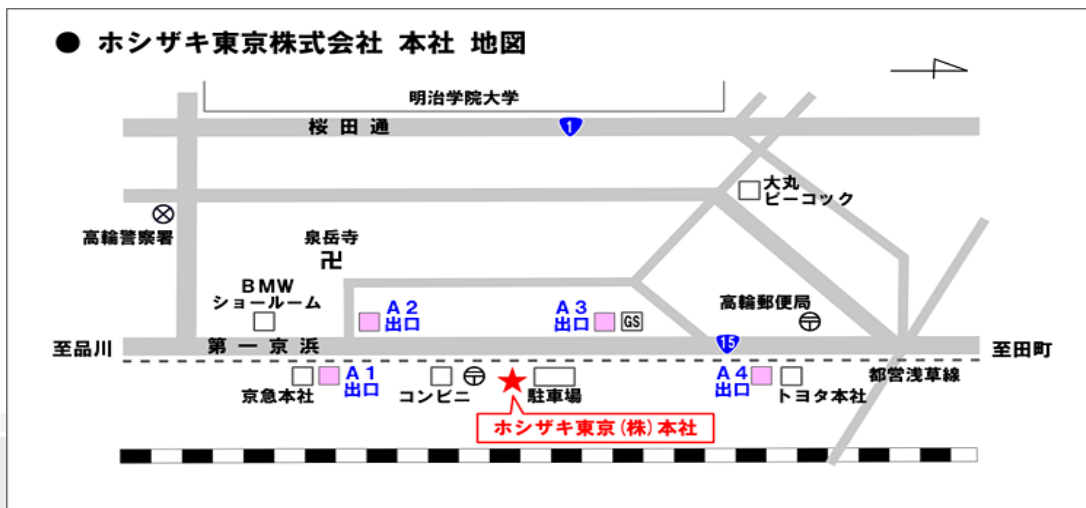 ● ホシザキ東京株式会社 本社 地図
明治学院大学
桜田通
1
大丸
ピーコック
高輪警察署
泉岳寺
卍
BMW
ショールーム
A2
出口
A3
出口
GS
高輪郵便局
〶
至品川
第一京浜
15
至田町
京急本社
A1
出口
コンビニ
〶
駐車場
A4
出口
トヨタ本社
都営浅草線
ホシザキ東京(株)本社